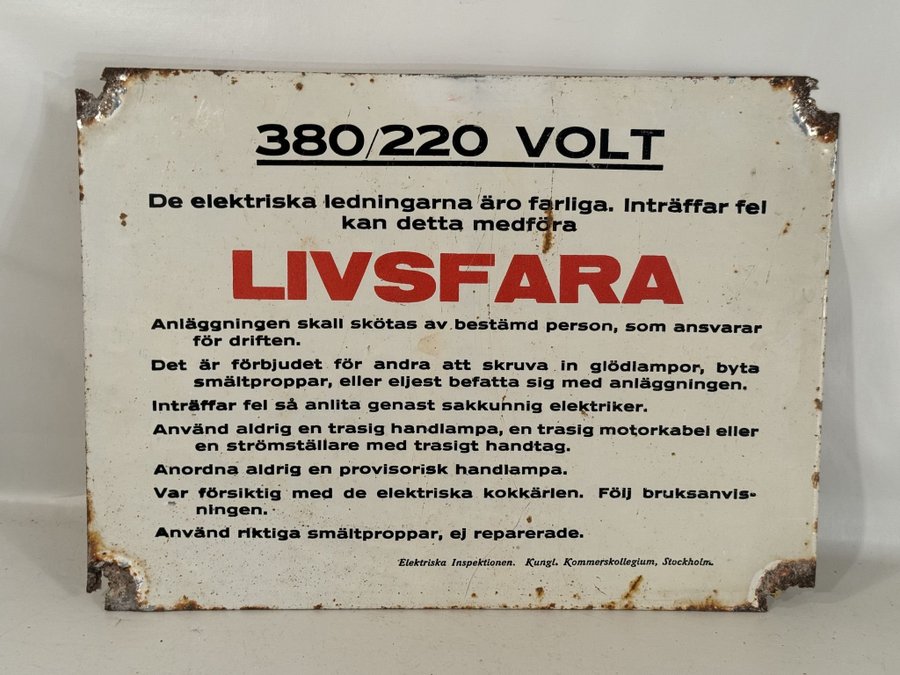 380/220 VOLT
De elektriska ledningarna äro farliga. Inträffar fel
kan detta medföra
LIVSFARA
Anläggningen skall skötas av bestämd person, som ansvarar
för driften.
Det är förbjudet för andra att skruva in glödlampor, byta
smältproppar, eller eljest befatta sig med anläggningen.
Inträffar fel så anlita genast sakkunnig elektriker.
Använd aldrig en trasig handlampa, en trasig motorkabel eller
en strömställare med trasigt handtag.
Anordna aldrig en provisorisk handlampa.
Var försiktig med de elektriska kokkärlen. Följ bruksanvis-
ningen.
Använd riktiga smältproppar, ej reparerade.
Elektriska Inspektionen. Kungl. Kommerskollegium, Stockholm.